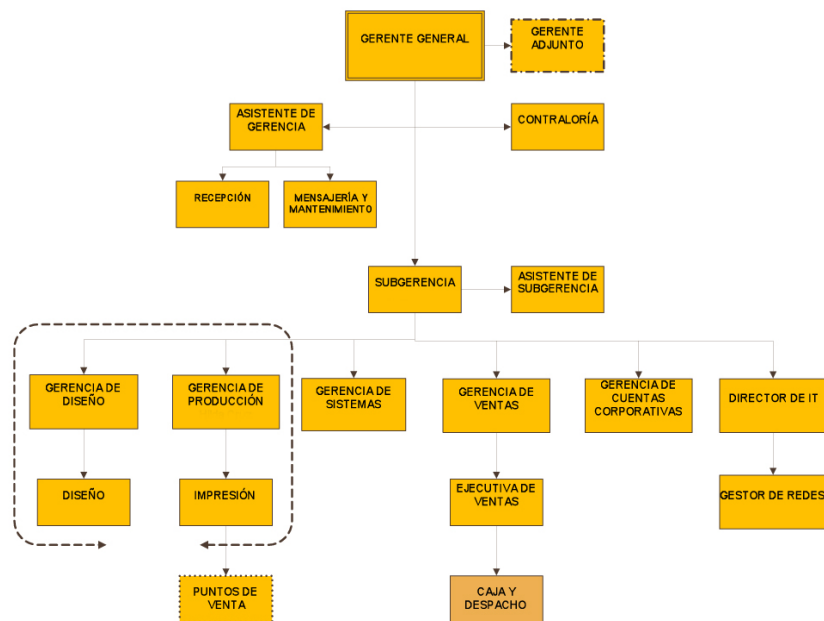 GERENTE GENERAL
GERENTE
ADJUNTO
ASISTENTE DE
GERENCIA
CONTRALORÍA
RECEPCIÓN
MENSAJERÍA Y
MANTENIMIENTO
SUBGERENCIA
ASISTENTE DE
SUBGERENCIA
GERENCIA DE
DISEÑO
GERENCIA DE
PRODUCCIÓN
GERENCIA DE
SISTEMAS
GERENCIA DE
VENTAS
GERENCIA DE
CUENTAS
CORPORATIVAS
DIRECTOR DE IT
DISEÑO
IMPRESIÓN
EJECUTIVA DE
VENTAS
GESTOR DE REDES
PUNTOS DE
VENTA
CAJA Y
DESPACHO